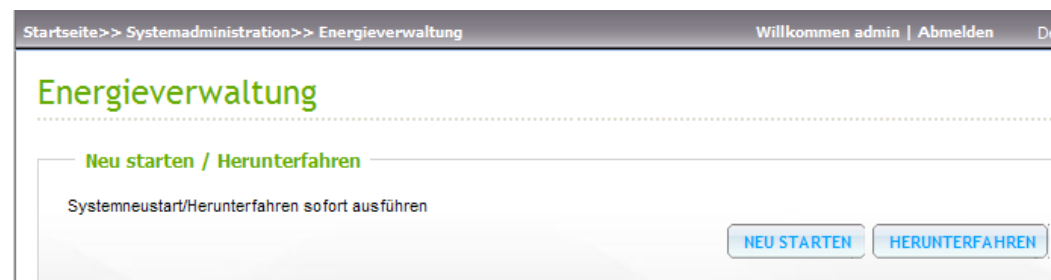 Startseite>> Systemadministration>> Energieverwaltung Willkommen admin | Abmelden
Energieverwaltung
Neu starten / Herunterfahren
Systemneustart/Herunterfahren sofort ausführen
NEU STARTEN HERUNTERFAHREN